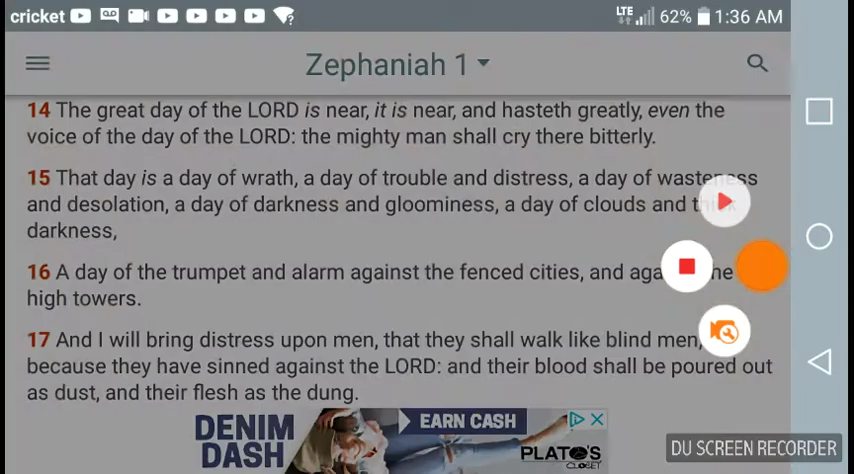 cricket 62% 1:36 AM
LTE
Zephaniah 1
14 The great day of the LORD is near, it is near, and hasteth greatly, even the
voice of the day of the LORD: the mighty man shall cry there bitterly.
15 That day is a day of wrath, a day of trouble and distress, a day of wasteness
and desolation, a day of darkness and gloominess, a day of clouds and thick
darkness,
16 A day of the trumpet and alarm against the fenced cities, and aga he
high towers.
17 And I will bring distress upon men, that they shall walk like blind men,
because they have sinned against the LORD: and their blood shall be poured out
as dust, and their flesh as the dung.
DENIM
DASH
EARN CASH
PLATO'S
CLOSET
DU SCREEN RECORDER